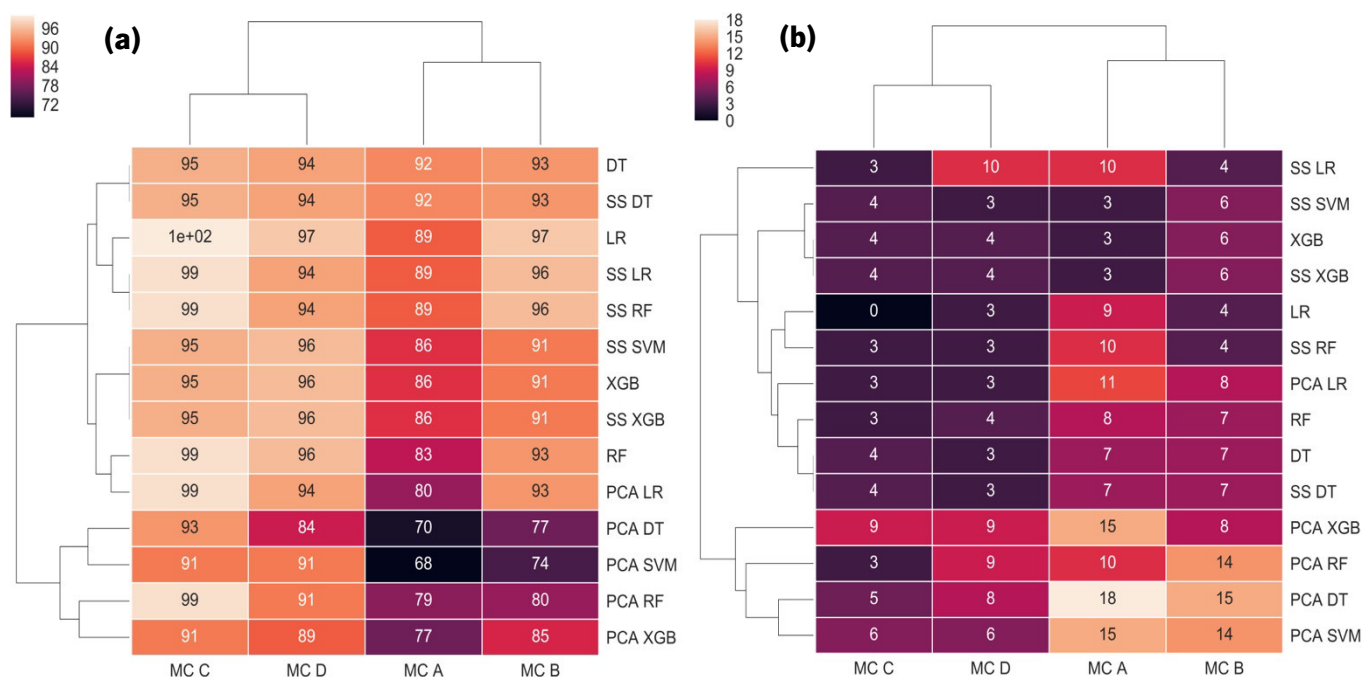 (a)
96
90
84
78
72
95 94 92 93 DT
95 94 92 93 SS DT
1e+02 97 89 97 LR
99 94 89 96 SS LR
99 94 89 96 SS RF
95 96 86 91 SS SVM
95 96 86 91 XGB
95 96 86 91 SS XGB
99 96 83 93 RF
99 94 80 93 PCA LR
93 84 70 77 PCA DT
91 91 68 74 PCA SVM
99 91 79 80 PCA RF
91 89 77 85 PCA XGB
MC C MC D MC A MC B
(b)
18
15
12
9
6
3
0
3 10 10 4 SS LR
4 3 3 6 SS SVM
4 4 3 6 XGB
4 4 3 6 SS XGB
0 3 9 4 LR
3 3 10 4 SS RF
3 3 11 8 PCA LR
3 4 8 7 RF
4 3 7 7 DT
4 3 7 7 SS DT
9 9 15 8 PCA XGB
3 9 10 14 PCA RF
5 8 18 15 PCA DT
6 6 15 14 PCA SVM
MC C MC D MC A MC B